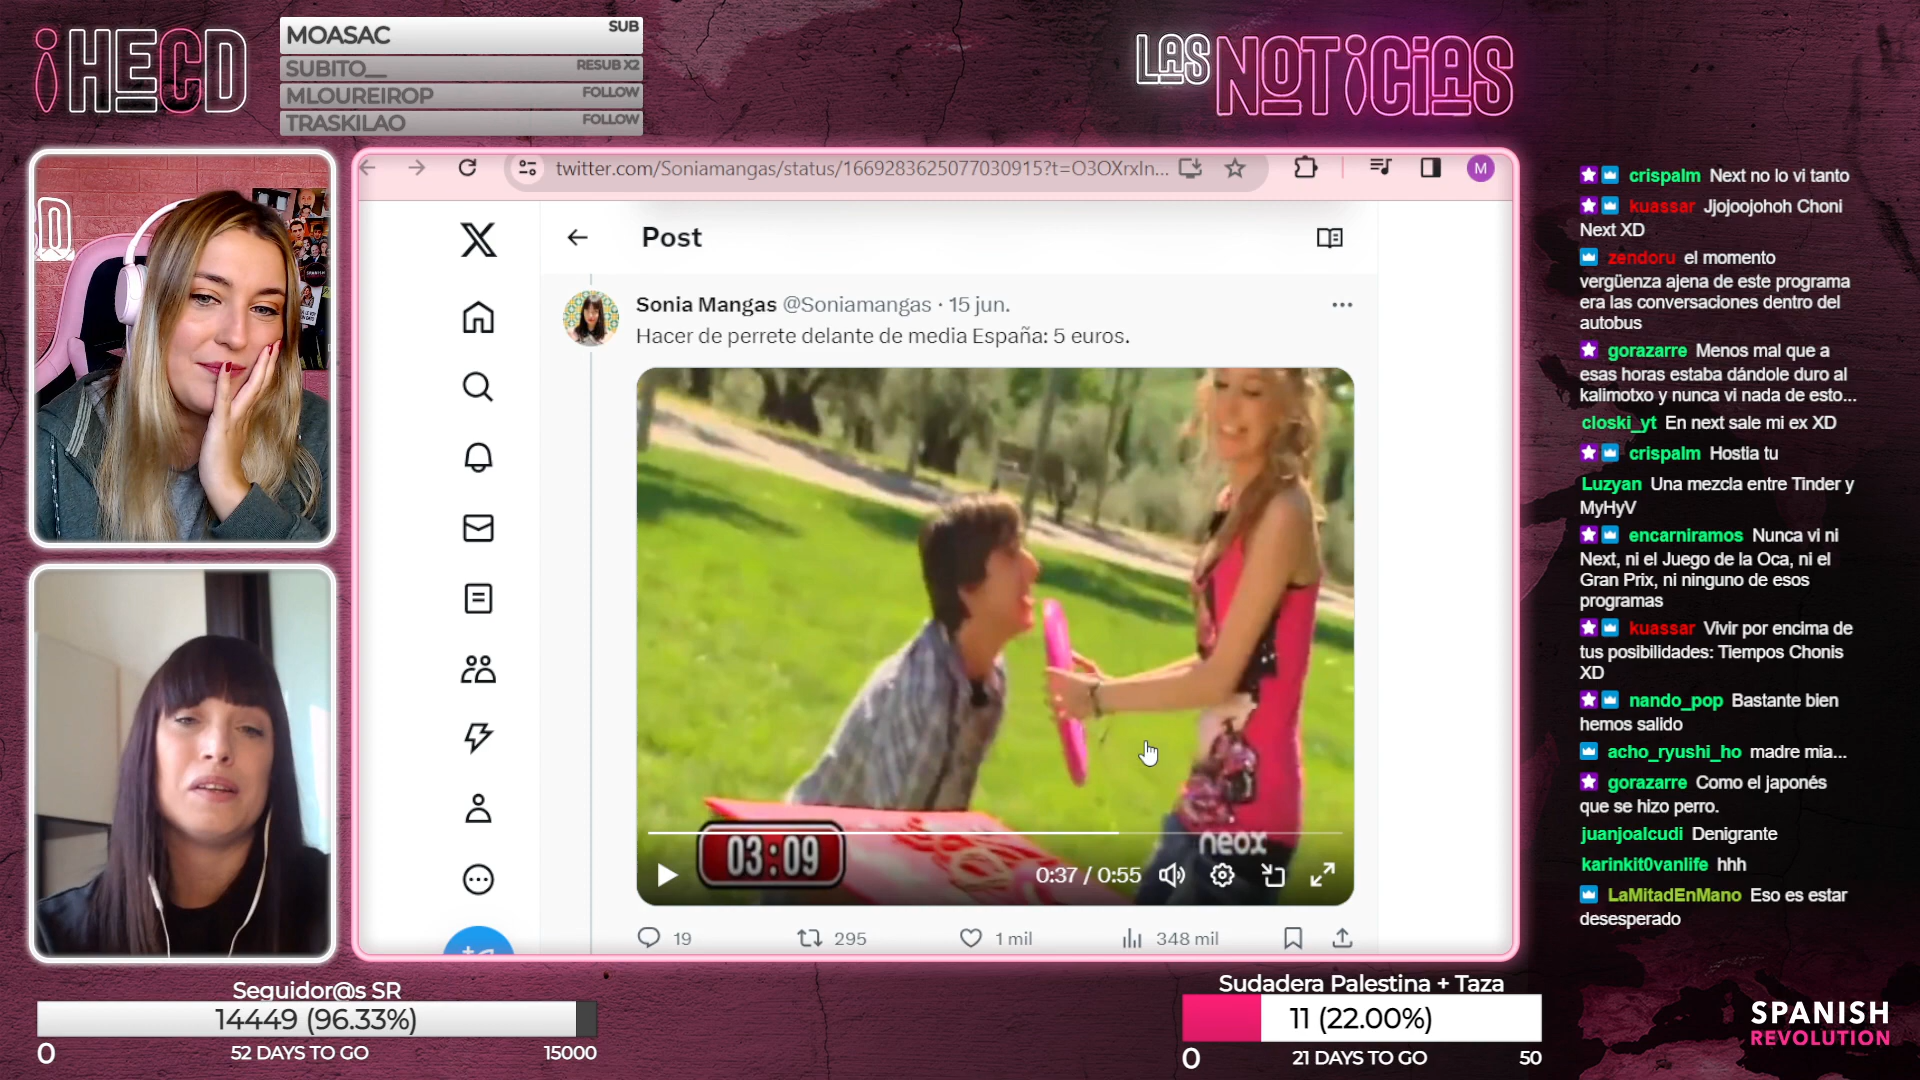 ¡HECD
MOASAC SUB
SUBITO__ RESUB X2
MLOUREIROP FOLLOW
TRASKILAO FOLLOW
LAS NOTICIAS
twitter.com/Soniamangas/status/1669283625077030915?t=O3OXrxIn...
M
Post
Sonia Mangas @Soniamangas · 15 jun.
Hacer de perrete delante de media España: 5 euros.
neox
03:09
0:37 / 0:55
19 295 1 mil 348 mil
crispalm Next no lo vi tanto
kuassar Jjojoojohoh Choni
Next XD
zendoru el momento
vergüenza ajena de este programa
era las conversaciones dentro del
autobus
gorazarre Menos mal que a
esas horas estaba dándole duro al
kalimotxo y nunca vi nada de esto...
closki_yt En next sale mi ex XD
crispalm Hostia tu
Luzyan Una mezcla entre Tinder y
MyHyV
encarniramos Nunca vi ni
Next, ni el Juego de la Oca, ni el
Gran Prix, ni ninguno de esos
programas
kuassar Vivir por encima de
tus posibilidades: Tiempos Chonis
XD
nando_pop Bastante bien
hemos salido
acho_ryushi_ho madre mia...
gorazarre Como el japonés
que se hizo perro.
juanjoalcudi Denigrante
karinkit0vanlife hhh
LaMitadEnMano Eso es estar
desesperado
Seguidor@s SR
14449 (96.33%)
0 52 DAYS TO GO 15000
Sudadera Palestina + Taza
11 (22.00%)
0 21 DAYS TO GO 50
SPANISH
REVOLUTION